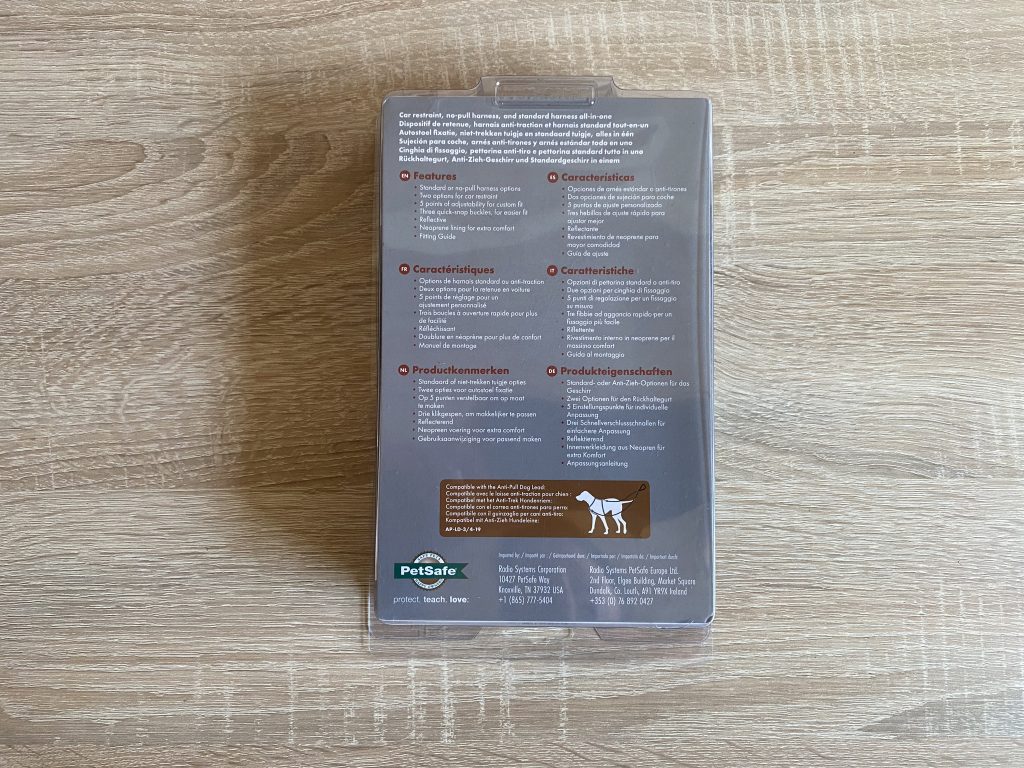 Car restraint, no-pull harness, and standard harness all-in-one
Dispositif de retenue, harnais anti-traction et harnais standard tout-en-un
Autostoel fixatie, niet-trekken tuigje en standaard tuigje, alles in één
Sujeción para coche, arnés anti-tirones y arnés estándar todo en uno
Cinghia di fissaggio, pettorina anti-tiro e pettorina standard tutto in una
Rückhaltegurt, Anti-Zieh-Geschirr und Standardgeschirr in einem
EN Features
• Standard or no-pull harness options
• Two options for car restraint
• 5 points of adjustability for custom fit
• Three quick-snap buckles, for easier fit
• Reflective
• Neoprene lining for extra comfort
• Fitting Guide
ES Características
• Opciones de arnés estándar o anti-tirones
• Dos opciones de sujeción para coche
• 5 puntos de ajuste personalizado
• Tres hebillas de ajuste rápido para
ajustar mejor
• Reflectante
• Revestimiento de neoprene para
mayor comodidad
• Guía de ajuste
FR Caractéristiques
• Options de harnais standard ou anti-traction
• Deux options pour la retenue en voiture
• 5 points de réglage pour un
ajustement personnalisé
• Trois boucles à ouverture rapide pour plus
de facilité
• Réfléchissant
• Doublure en néoprène pour plus de confort
• Manuel de montage
IT Caratteristiche
• Opzioni di pettorina standard o anti-tiro
• Due opzioni per cinghia di fissaggio
• 5 punti di regolazione per un fissaggio
su misura
• Tre fibbie ad aggancio rapido per un
fissaggio più facile
• Riflettente
• Rivestimento interno in neoprene per il
massimo comfort
• Guida al montaggio
NL Productkenmerken
• Standaard of niet-trekken tuigje opties
• Twee opties voor autostoel fixatie
• Op 5 punten verstelbaar om op maat
te maken
• Drie klikgespen, om makkelijker te passen
• Reflecterend
• Neopreen voering voor extra comfort
• Gebruiksaanwijziging voor passend maken
DE Produkteigenschaften
• Standard- oder Anti-Zieh-Optionen für das
Geschirr
• Zwei Optionen für den Rückhaltegurt
• 5 Einstellungspunkte für individuelle
Anpassung
• Drei Schnellverschlussschnallen für
einfachere Anpassung
• Reflektierend
• Innenverkleidung aus Neopren für
extra Komfort
• Anpassungsanleitung
Compatible with the Anti-Pull Dog Lead:
Compatible avec le laisse anti-traction pour chien :
Compatibel met het Anti-Trek Hondenriem:
Compatible con el correa anti-tirones para perro:
Compatibile con il guinzaglio per cani anti-tiro:
Kompatibel mit Anti-Zieh Hundeleine:
AP-LD-3/4-19
PetSafe
protect. teach. love.
Imported by: / Importé par : / Geïmporteerd door: / Importado por: / Importato da: / Importiert durch:
Radio Systems Corporation
10427 PetSafe Way
Knoxville, TN 37932 USA
+1 (865) 777-5404
Radio Systems PetSafe Europe Ltd.
2nd Floor, Elgee Building, Market Square
Dundalk, Co. Louth, A91 YR9X Ireland
+353 (0) 76 892 0427